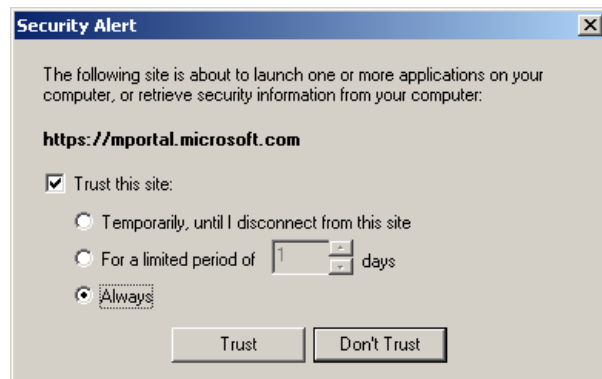 Security Alert
The following site is about to launch one or more applications on your
computer, or retrieve security information from your computer:
https://mportal.microsoft.com
Trust this site:
Temporarily, until I disconnect from this site
For a limited period of 1 days
Always
Trust Don't Trust